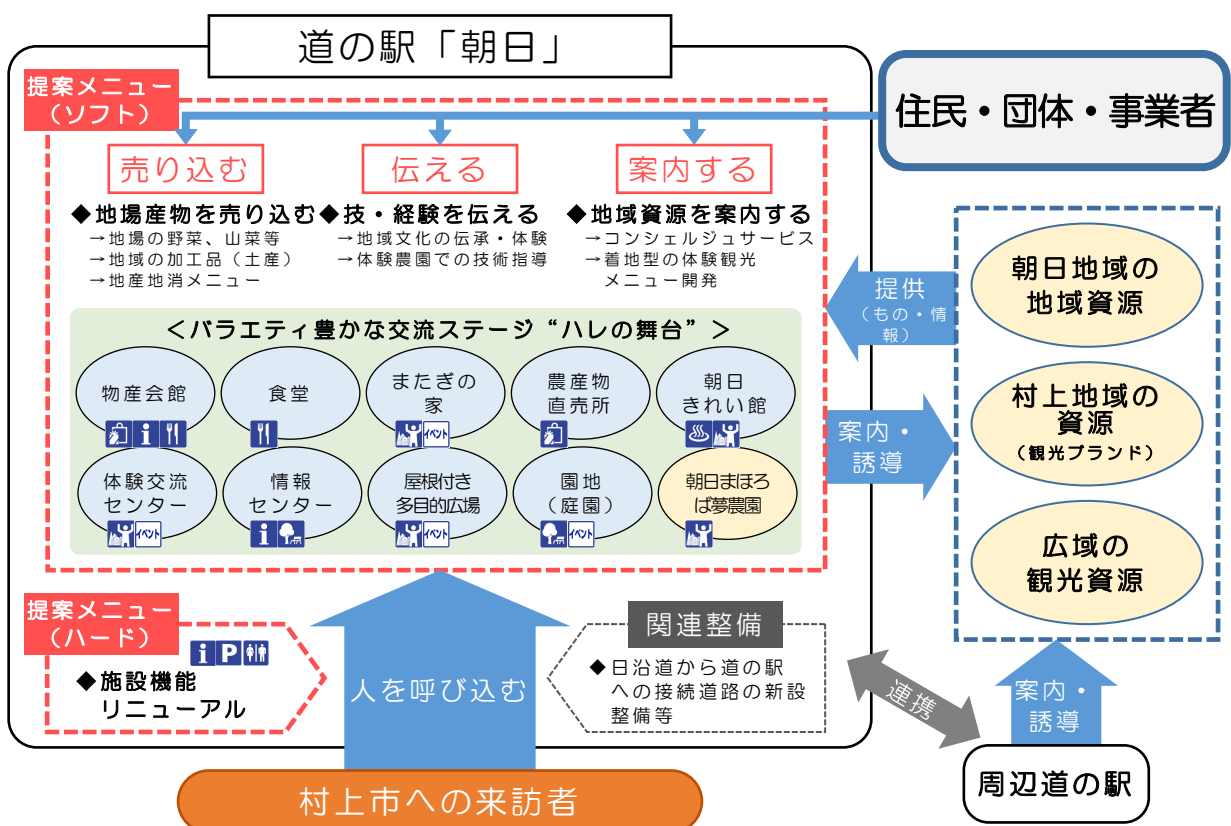 道の駅「朝日」
提案メニュー
（ソフト）
住民・団体・事業者
売り込む
伝える
案内する
◆地場産物を売り込む
→地場の野菜、山菜等
→地域の加工品（土産）
→地産地消メニュー
◆技・経験を伝える
→地域文化の伝承・体験
→体験農園での技術指導
◆地域資源を案内する
→コンシェルジュサービス
→着地型の体験観光
メニュー開発
＜バラエティ豊かな交流ステージ“ハレの舞台”＞
物産会館
i
食堂
またぎの
家
イベント
農産物
直売所
朝日
きれい館
体験交流
センター
イベント
情報
センター
i
屋根付き
多目的広場
イベント
園地
（庭園）
イベント
朝日まほろ
ば夢農園
提供
（もの・情
報）
案内・
誘導
朝日地域の
地域資源
村上地域の
資源
（観光ブランド）
広域の
観光資源
提案メニュー
（ハード）
i P
◆施設機能
リニューアル
人を呼び込む
関連整備
◆日沿道から道の駅
への接続道路の新設
整備等
連携
案内・
誘導
周辺道の駅
村上市への来訪者